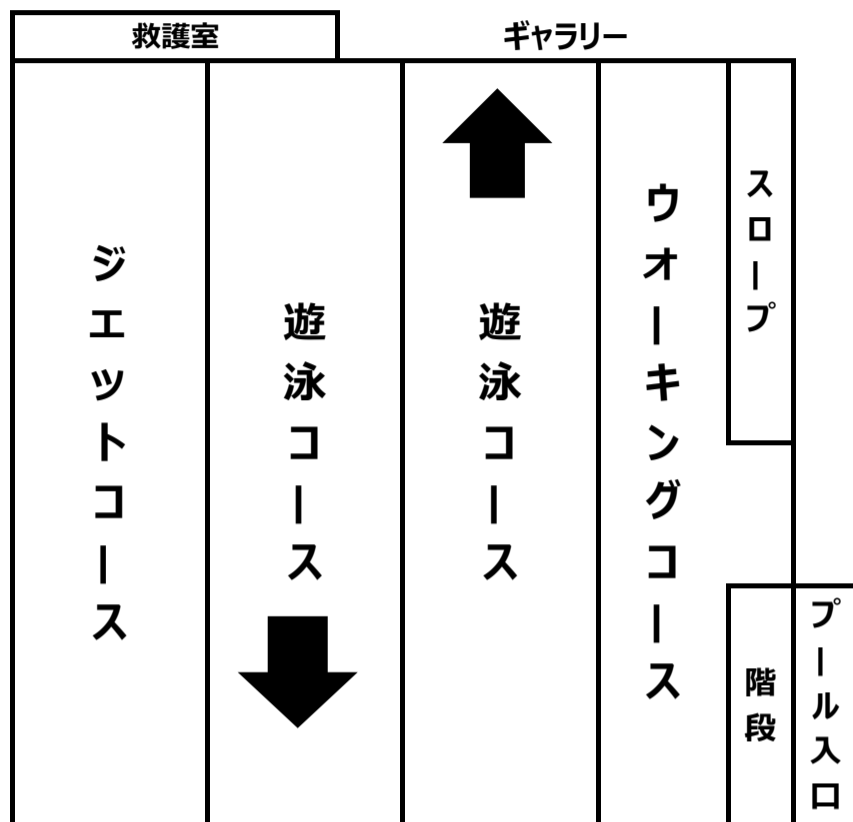 救護室
ギャラリー
ジエットコース
遊泳コース
遊泳コース
ウオーキングコース
スロープ
階段
プール入口